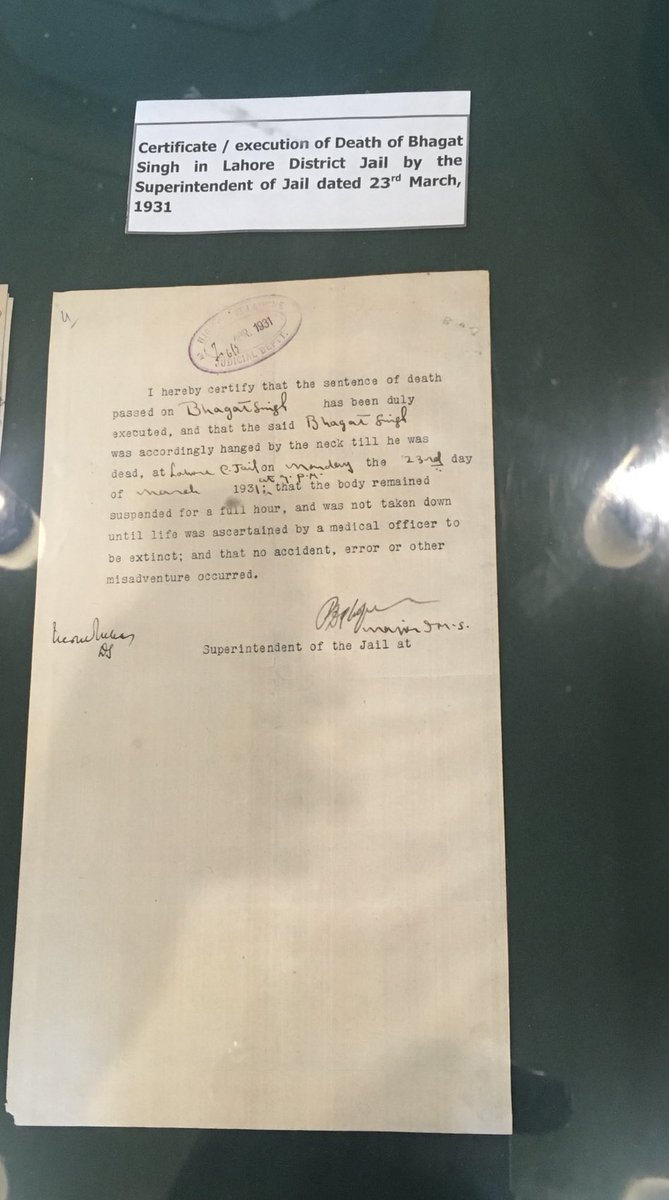 Certificate / execution of Death of Bhagat
Singh in Lahore District Jail by the
Superintendent of Jail dated 23rd March,
1931
APR. 1931
JUDICIAL DEPTT.
I hereby certify that the sentence of death
passed on Bhagat Singh has been duly
executed, and that the said Bhagat Singh
was accordingly hanged by the neck till he was
dead, at Lahore C. Jail on Monday the 23rd day
of March 1931 at 7. P.M. that the body remained
suspended for a full hour, and was not taken down
until life was ascertained by a medical officer to
be extinct; and that no accident, error or other
misadventure occurred.
Major I.M.S.
Superintendent of the Jail at